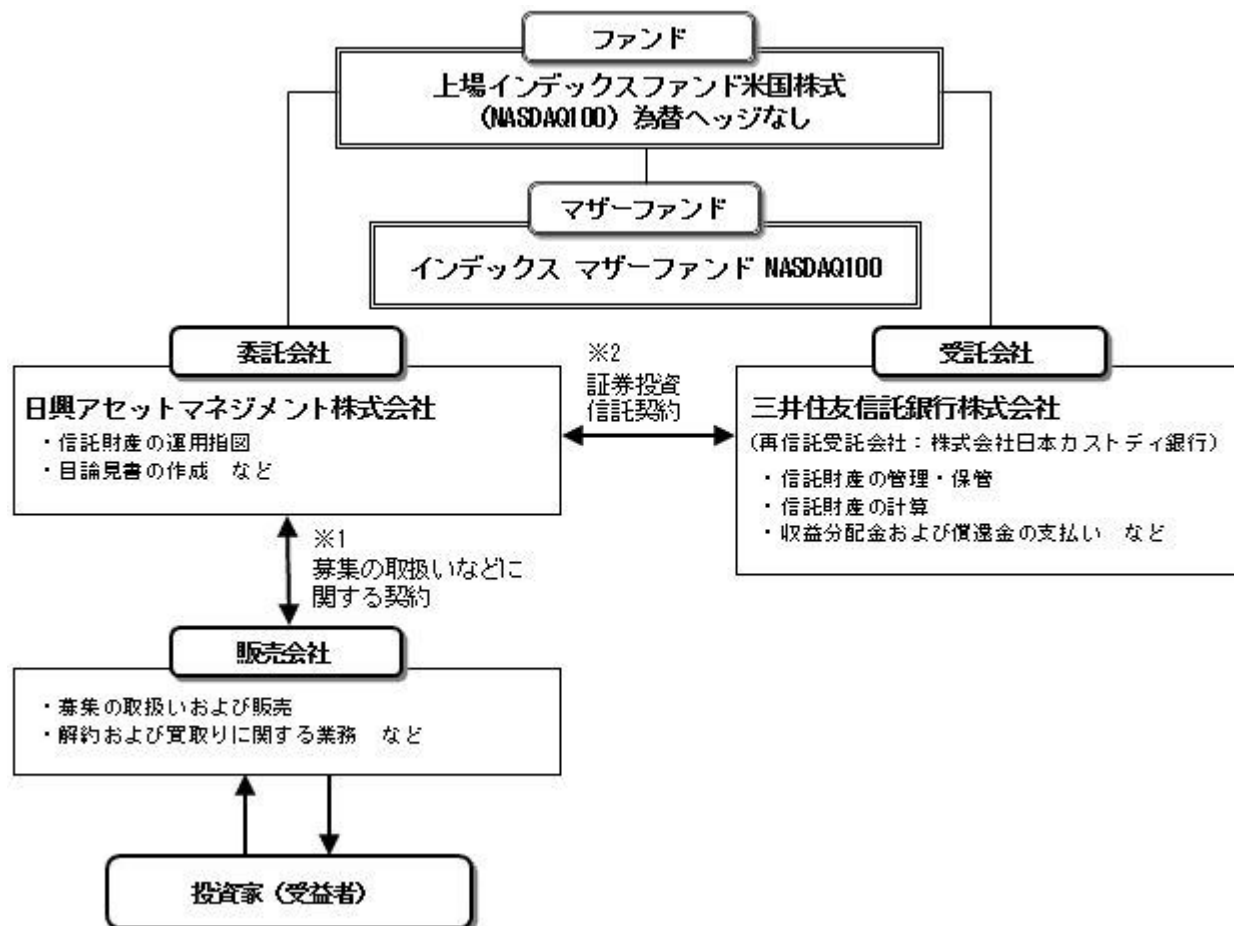 ファンド
上場インデックスファンド米国株式
（NASDAQ100）為替ヘッジなし
マザーファンド
インデックス マザーファンド NASDAQ100
委託会社
日興アセットマネジメント株式会社
・信託財産の運用指図
・目論見書の作成　など
※2
証券投資
信託契約
受託会社
三井住友信託銀行株式会社
（再信託受託会社：株式会社日本カストディ銀行）
・信託財産の管理・保管
・信託財産の計算
・収益分配金および償還金の支払い　など
※1
募集の取扱いなどに
関する契約
販売会社
・募集の取扱いおよび販売
・解約および買取りに関する業務　など
投資家（受益者）